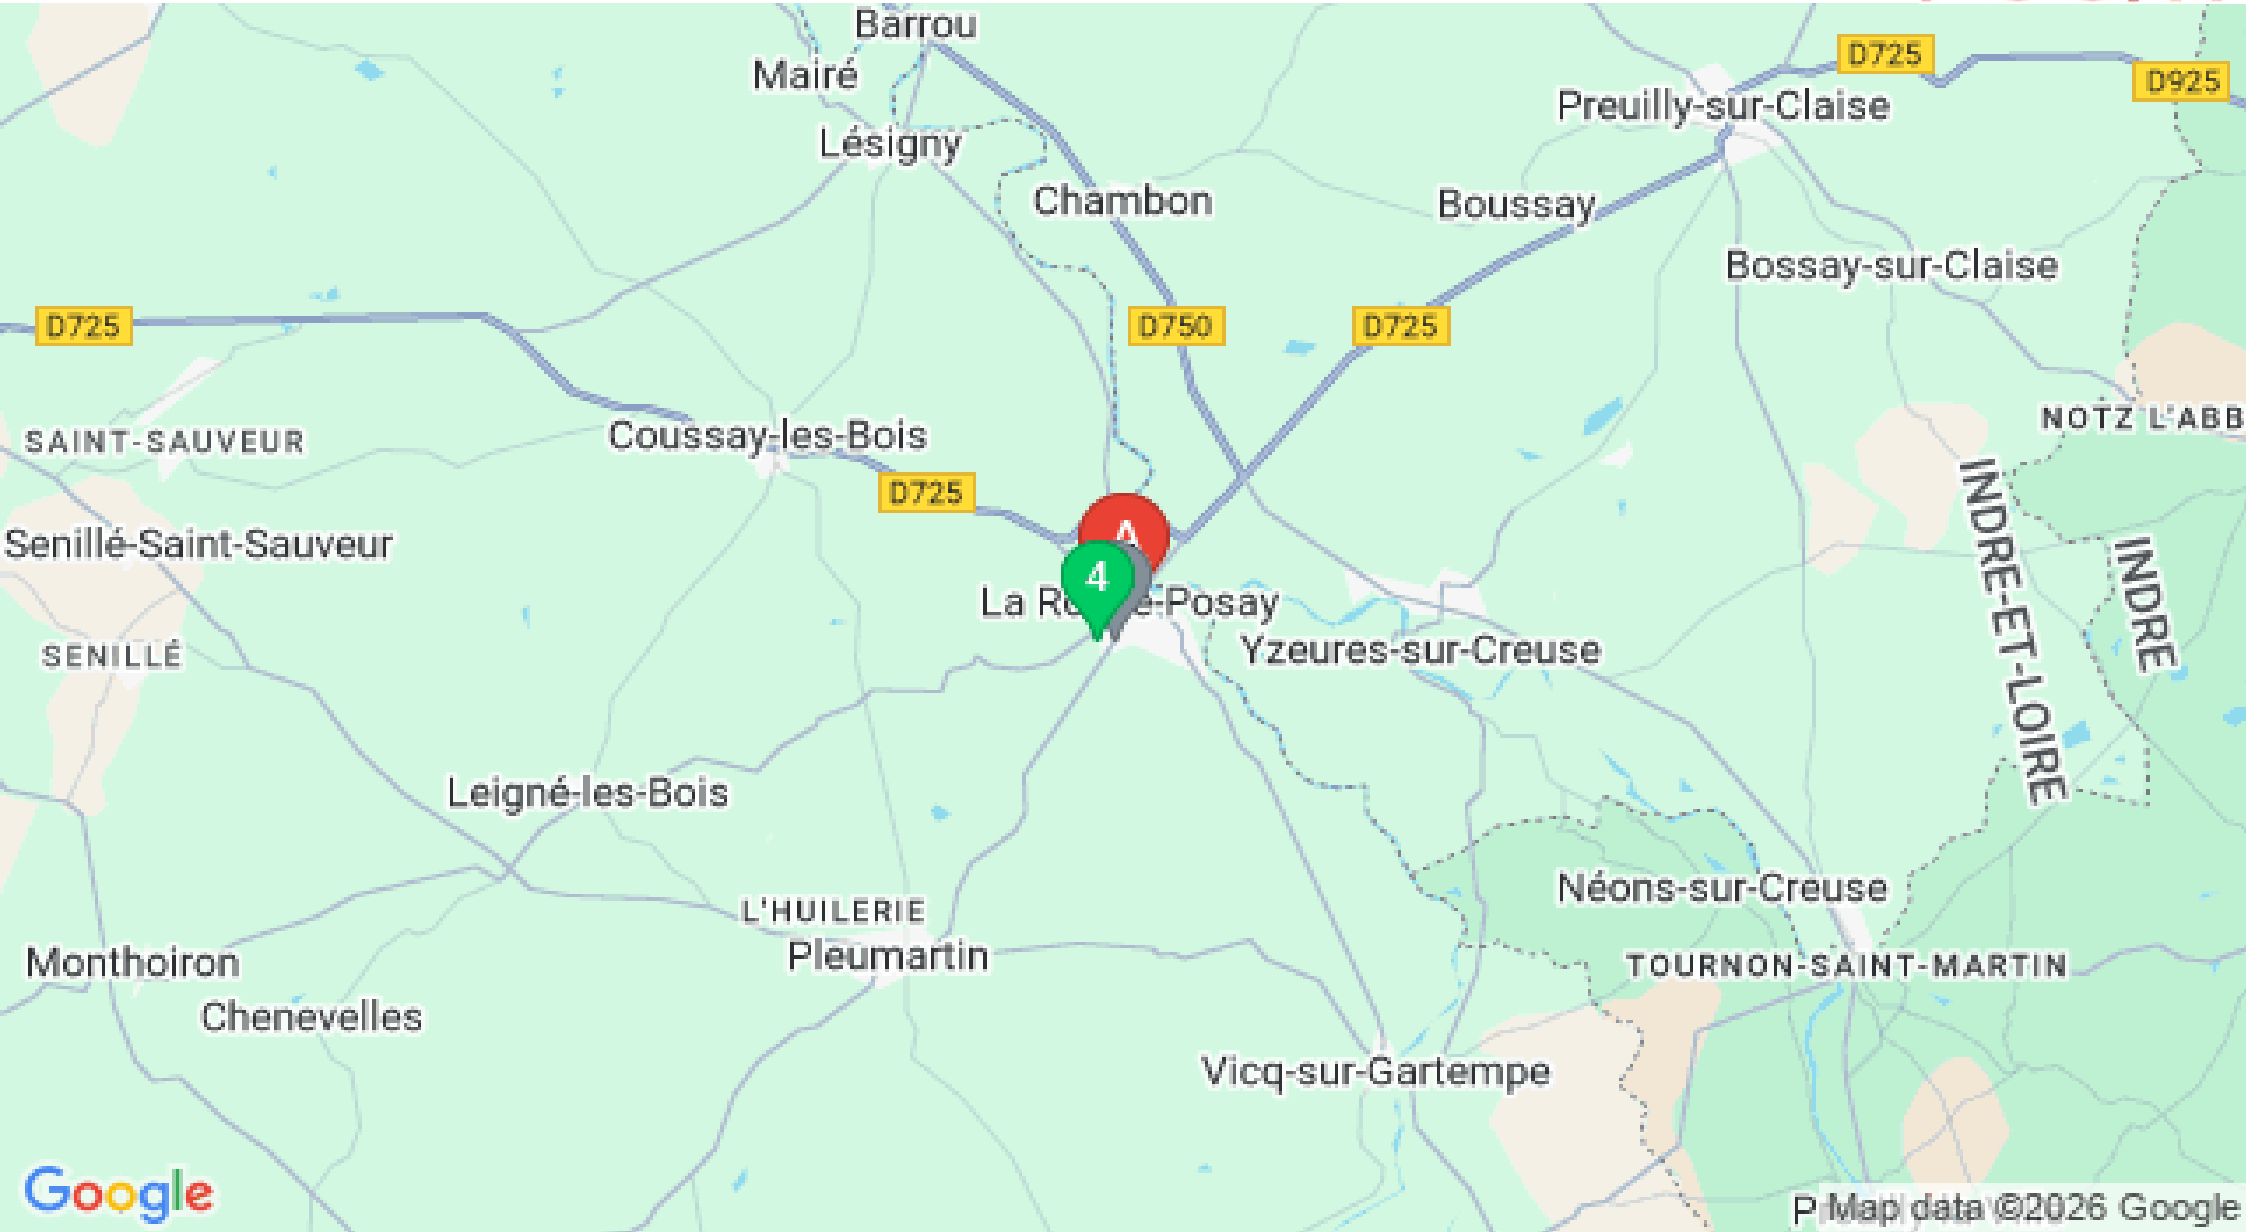 Barrou
D725
Mairé
D925
Preuilly-sur-Claise
Lésigny
Chambon
Boussay
Bossay-sur-Claise
D725
D750
D725
NOTZ L'ABB
SAINT-SAUVEUR
Coussay-les-Bois
D725
INDRE-ET-LOIRE
INDRE
Senillé-Saint-Sauveur
A
4
La Roche-Posay
SENILLÉ
Yzeures-sur-Creuse
Leigné-les-Bois
Néons-sur-Creuse
L'HUILERIE
Pleumartin
Monthoiron
TOURNON-SAINT-MARTIN
Chenevelles
Vicq-sur-Gartempe
Google
Map data ©2026 Google